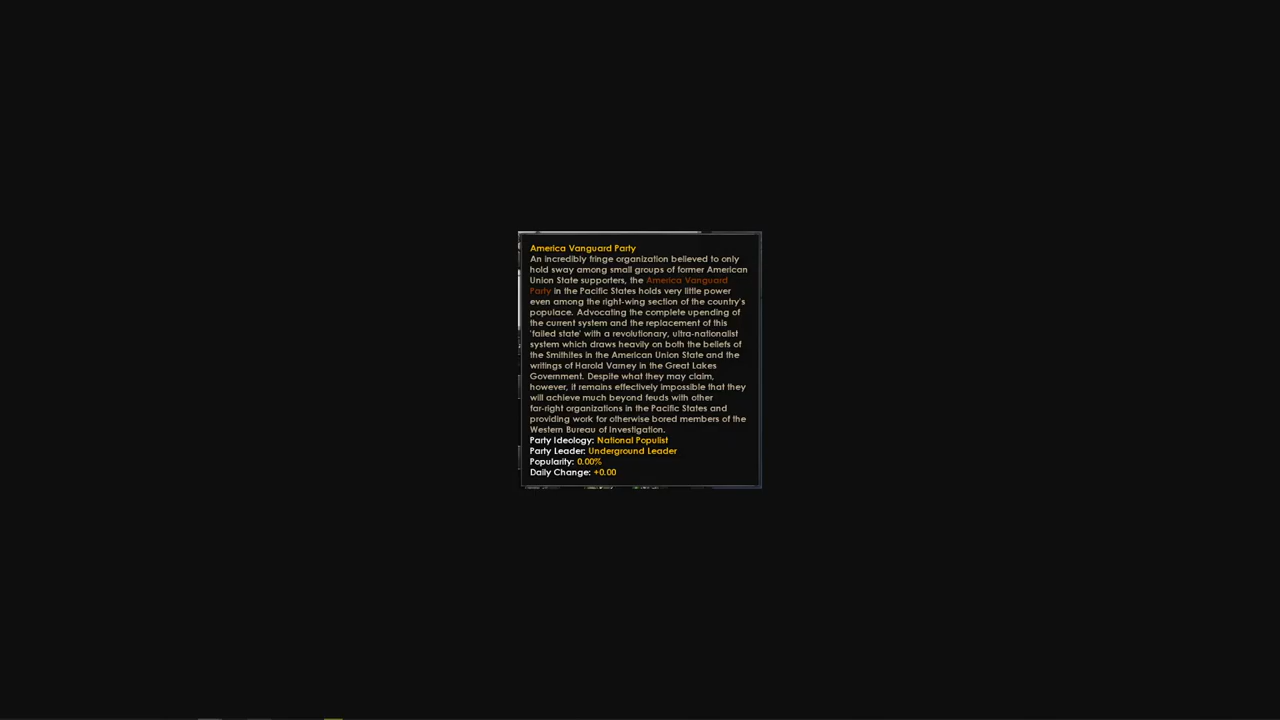 America Vanguard Party
An incredibly fringe organization believed to only
hold sway among small groups of former American
Union State supporters, the America Vanguard
Party in the Pacific States holds very little power
even among the right-wing section of the country's
populace. Advocating the complete upending of
the current system and the replacement of this
'failed state' with a revolutionary, ultra-nationalist
system which draws heavily on both the beliefs of
the Smithites in the American Union State and the
writings of Harold Varney in the Great Lakes
Government. Despite what they may claim,
however, it remains effectively impossible that they
will achieve much beyond feuds with other
far-right organizations in the Pacific States and
providing work for otherwise bored members of the
Western Bureau of Investigation.
Party Ideology: National Populist
Party Leader: Underground Leader
Popularity: 0.00%
Daily Change: +0.00